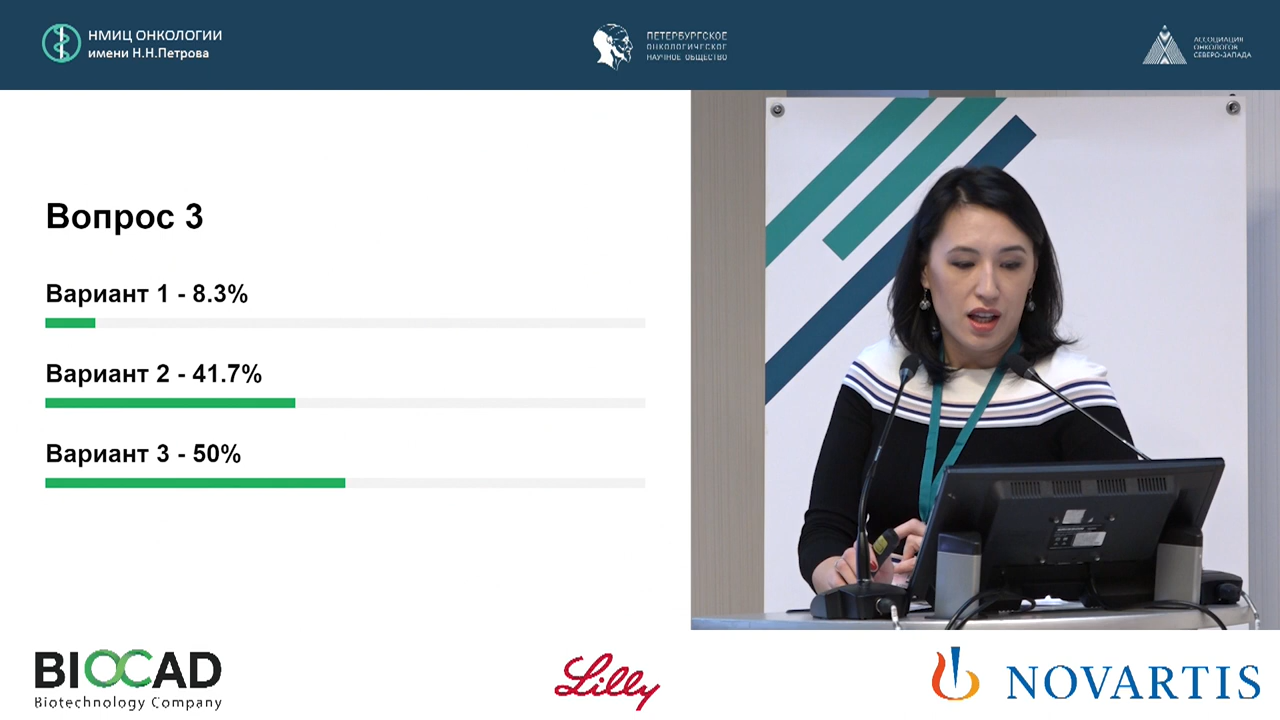 НМИЦ ОНКОЛОГИИ
имени Н.Н.Петрова
ПЕТЕРБУРГСКОЕ
ОНКОЛОГИЧЕСКОЕ
НАУЧНОЕ ОБЩЕСТВО
АССОЦИАЦИЯ
ОНКОЛОГОВ
СЕВЕРО-ЗАПАДА
Вопрос 3
Вариант 1 - 8.3%
Вариант 2 - 41.7%
Вариант 3 - 50%
BIOCAD
Biotechnology Company
Lilly
NOVARTIS